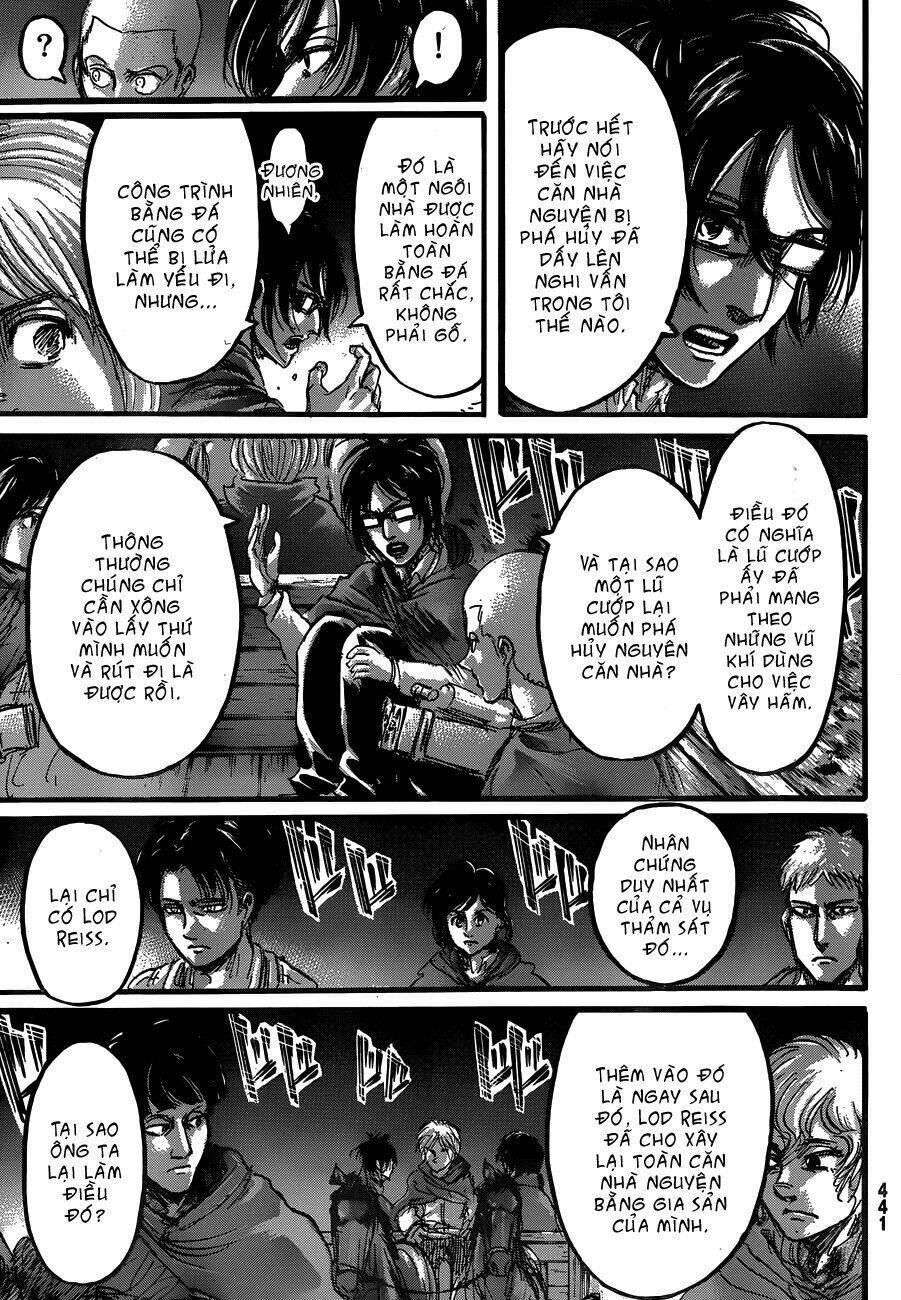 TRƯỚC HẾT
HÃY NÓI
ĐẾN VIỆC
CĂN NHÀ
NGUYỆN BỊ
PHÁ HỦY ĐÃ
DẤY LÊN
NGHI VẤN
TRONG TÔI
THẾ NÀO.
!
?
ĐÓ LÀ
MỘT NGÔI
NHÀ ĐƯỢC
LÀM HOÀN
TOÀN
BẰNG ĐÁ
RẤT CHẮC,
KHÔNG
PHẢI GỖ.
ĐƯƠNG
NHIÊN,
CÔNG TRÌNH
BẰNG ĐÁ
CŨNG CÓ
THỂ BỊ LỬA
LÀM YẾU ĐI,
NHƯNG...
ĐIỀU ĐÓ
CÓ NGHĨA
LÀ LŨ CƯỚP
ẤY ĐÃ
PHẢI MANG
THEO
NHỮNG VŨ
KHÍ DÙNG
CHO VIỆC
VÂY HÃM.
VÀ TẠI SAO
MỘT LŨ
CƯỚP LẠI
MUỐN PHÁ
HỦY NGUYÊN
CĂN NHÀ?
THÔNG
THƯỜNG
CHÚNG CHỈ
CẦN XÔNG
VÀO LẤY THỨ
MÌNH MUỐN
VÀ RÚT ĐI LÀ
ĐƯỢC RỒI.
NHÂN
CHỨNG
DUY NHẤT
CỦA CẢ VỤ
THẢM SÁT
ĐÓ...
LẠI CHỈ
CÓ LOD
REISS.
THÊM VÀO ĐÓ
LÀ NGAY SAU
ĐÓ, LOD REISS
ĐÃ CHO XÂY
LẠI TOÀN CĂN
NHÀ NGUYỆN
BẰNG GIA SẢN
CỦA MÌNH.
TẠI SAO
ÔNG TA
LẠI LÀM
ĐIỀU
ĐÓ?
441